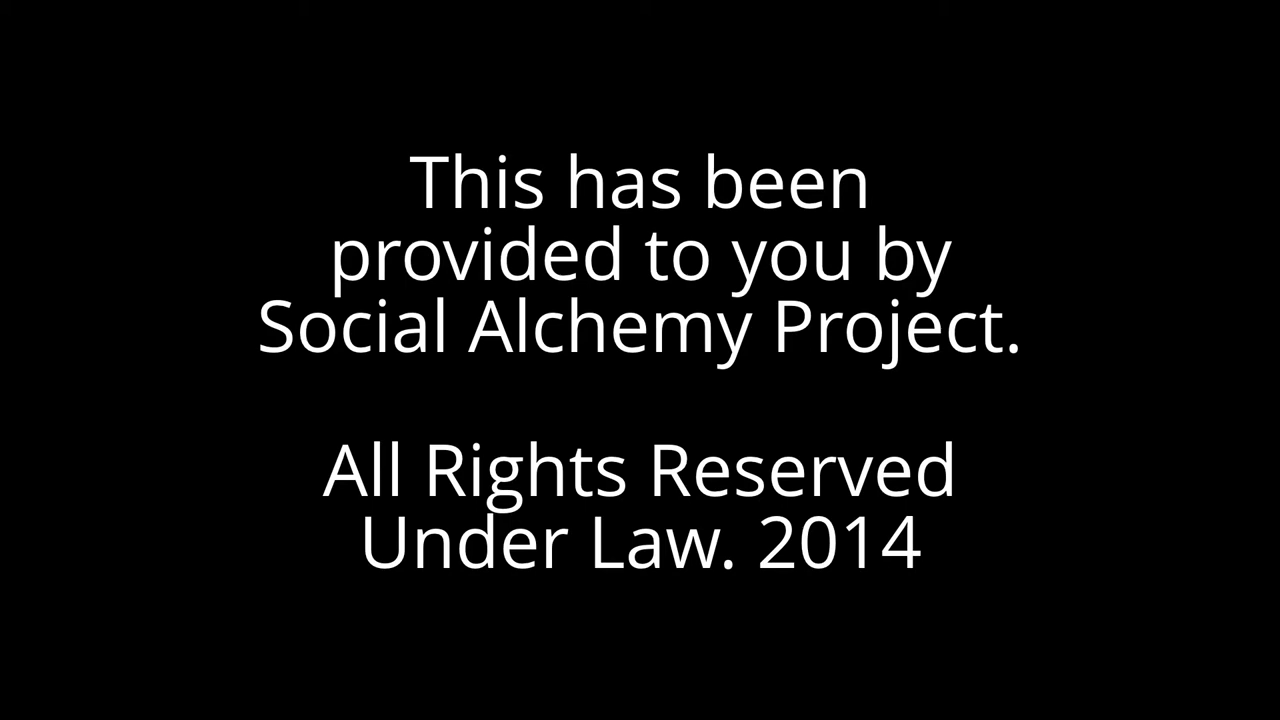 This has been
provided to you by
Social Alchemy Project.
All Rights Reserved
Under Law. 2014